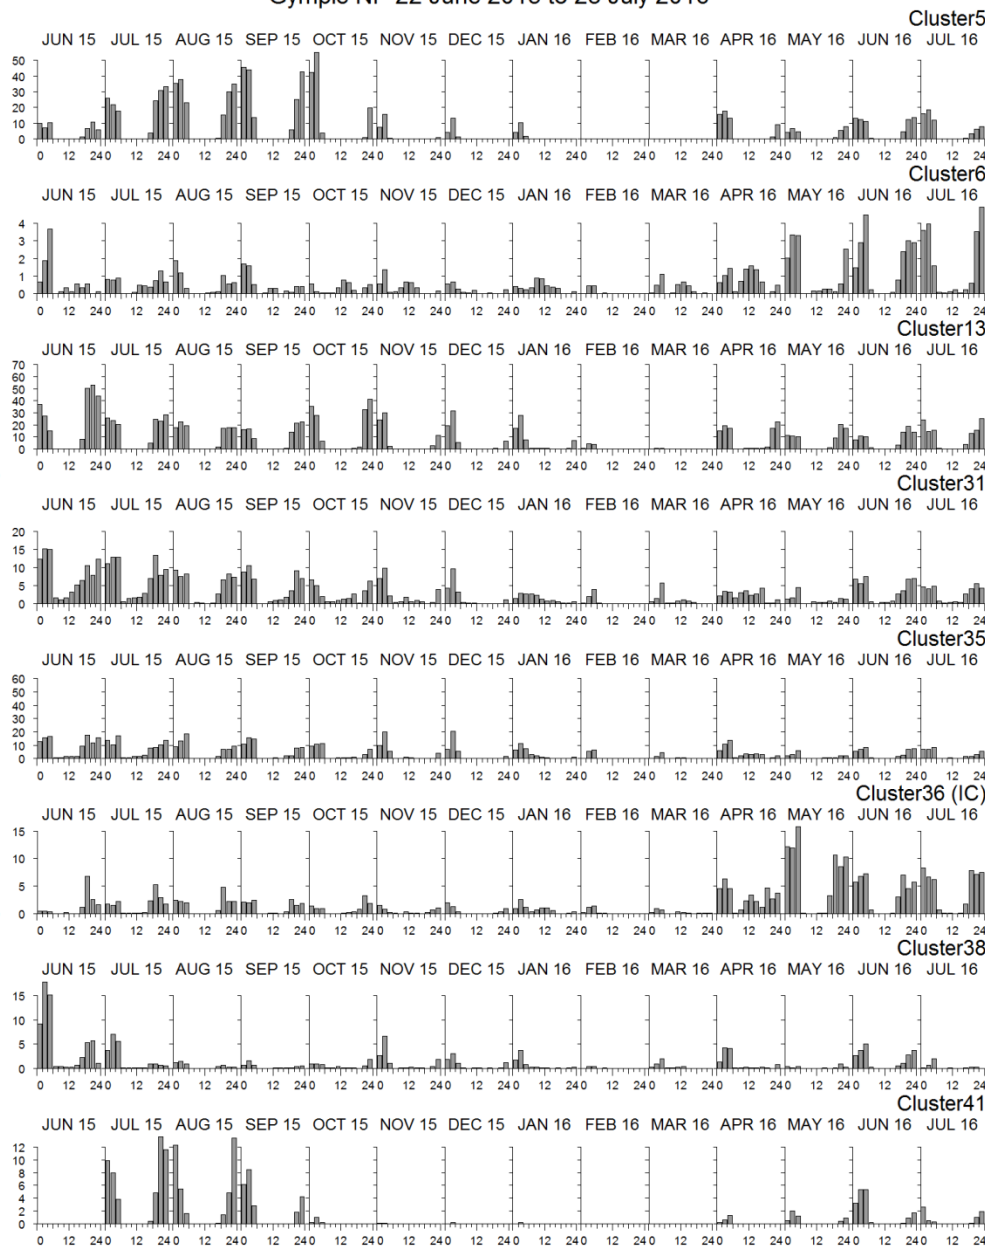 Gympie NP 22 June 2015 to July 2016
Cluster5
JUN 15 JUL 15 AUG 15 SEP 15 OCT 15 NOV 15 DEC 15 JAN 16 FEB 16 MAR 16 APR 16 MAY 16 JUN 16 JUL 16
50
40
30
20
10
0
0 12 240 12 240 12 240 12 240 12 240 12 240 12 240 12 240 12 240 12 240 12 240 12 240 12 240 12 24
Cluster6
JUN 15 JUL 15 AUG 15 SEP 15 OCT 15 NOV 15 DEC 15 JAN 16 FEB 16 MAR 16 APR 16 MAY 16 JUN 16 JUL 16
4
3
2
1
0
0 12 240 12 240 12 240 12 240 12 240 12 240 12 240 12 240 12 240 12 240 12 240 12 240 12 240 12 24
Cluster13
JUN 15 JUL 15 AUG 15 SEP 15 OCT 15 NOV 15 DEC 15 JAN 16 FEB 16 MAR 16 APR 16 MAY 16 JUN 16 JUL 16
70
60
50
40
30
20
10
0
0 12 240 12 240 12 240 12 240 12 240 12 240 12 240 12 240 12 240 12 240 12 240 12 240 12 240 12 24
Cluster31
JUN 15 JUL 15 AUG 15 SEP 15 OCT 15 NOV 15 DEC 15 JAN 16 FEB 16 MAR 16 APR 16 MAY 16 JUN 16 JUL 16
20
15
10
5
0
0 12 240 12 240 12 240 12 240 12 240 12 240 12 240 12 240 12 240 12 240 12 240 12 240 12 240 12 24
Cluster35
JUN 15 JUL 15 AUG 15 SEP 15 OCT 15 NOV 15 DEC 15 JAN 16 FEB 16 MAR 16 APR 16 MAY 16 JUN 16 JUL 16
60
50
40
30
20
10
0
0 12 240 12 240 12 240 12 240 12 240 12 240 12 240 12 240 12 240 12 240 12 240 12 240 12 240 12 24
Cluster36 (IC)
JUN 15 JUL 15 AUG 15 SEP 15 OCT 15 NOV 15 DEC 15 JAN 16 FEB 16 MAR 16 APR 16 MAY 16 JUN 16 JUL 16
15
10
5
0
0 12 240 12 240 12 240 12 240 12 240 12 240 12 240 12 240 12 240 12 240 12 240 12 240 12 240 12 24
Cluster38
JUN 15 JUL 15 AUG 15 SEP 15 OCT 15 NOV 15 DEC 15 JAN 16 FEB 16 MAR 16 APR 16 MAY 16 JUN 16 JUL 16
15
10
5
0
0 12 240 12 240 12 240 12 240 12 240 12 240 12 240 12 240 12 240 12 240 12 240 12 240 12 240 12 24
Cluster41
JUN 15 JUL 15 AUG 15 SEP 15 OCT 15 NOV 15 DEC 15 JAN 16 FEB 16 MAR 16 APR 16 MAY 16 JUN 16 JUL 16
12
10
8
6
4
2
0
0 12 240 12 240 12 240 12 240 12 240 12 240 12 240 12 240 12 240 12 240 12 240 12 240 12 240 12 24